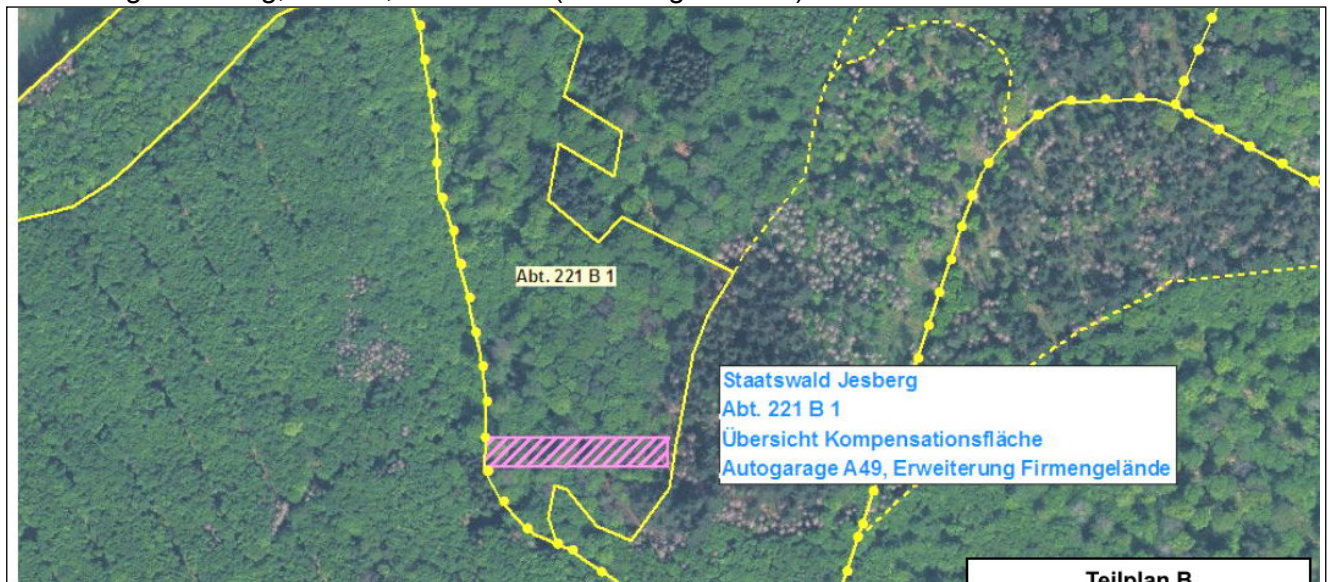 Abt. 221 B 1
Staatswald Jesberg
Abt. 221 B 1
Übersicht Kompensationsfläche
Autogarage A49, Erweiterung Firmengelände
Teilplan B